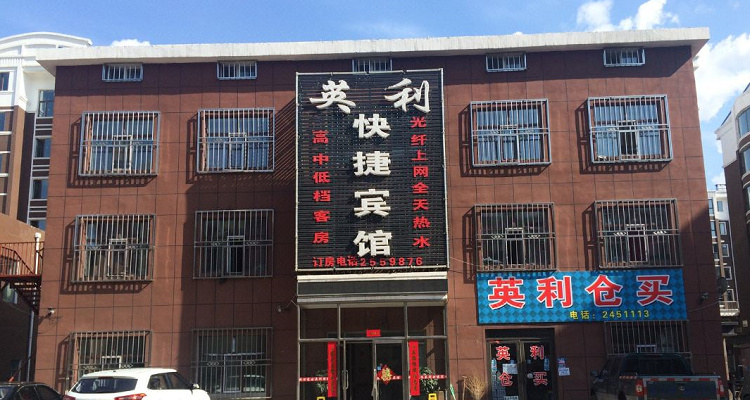 英利
快捷宾馆
高中低档客房
光纤上网全天热水
订房电话2559876
英利仓买
电话：2451113
英利
仓买